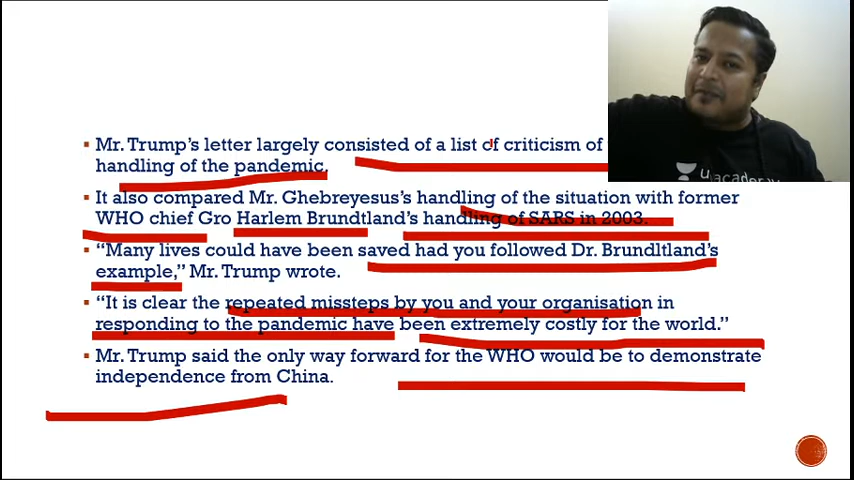 Mr. Trump's letter largely consisted of a list of criticism of
handling of the pandemic.
It also compared Mr. Ghebreyesus's handling of the situation with former
WHO chief Gro Harlem Brundtland's handling of SARS in 2003.
“Many lives could have been saved had you followed Dr. Brundltland's
example,” Mr. Trump wrote.
“It is clear the repeated missteps by you and your organisation in
responding to the pandemic have been extremely costly for the world.”
Mr. Trump said the only way forward for the WHO would be to demonstrate
independence from China.